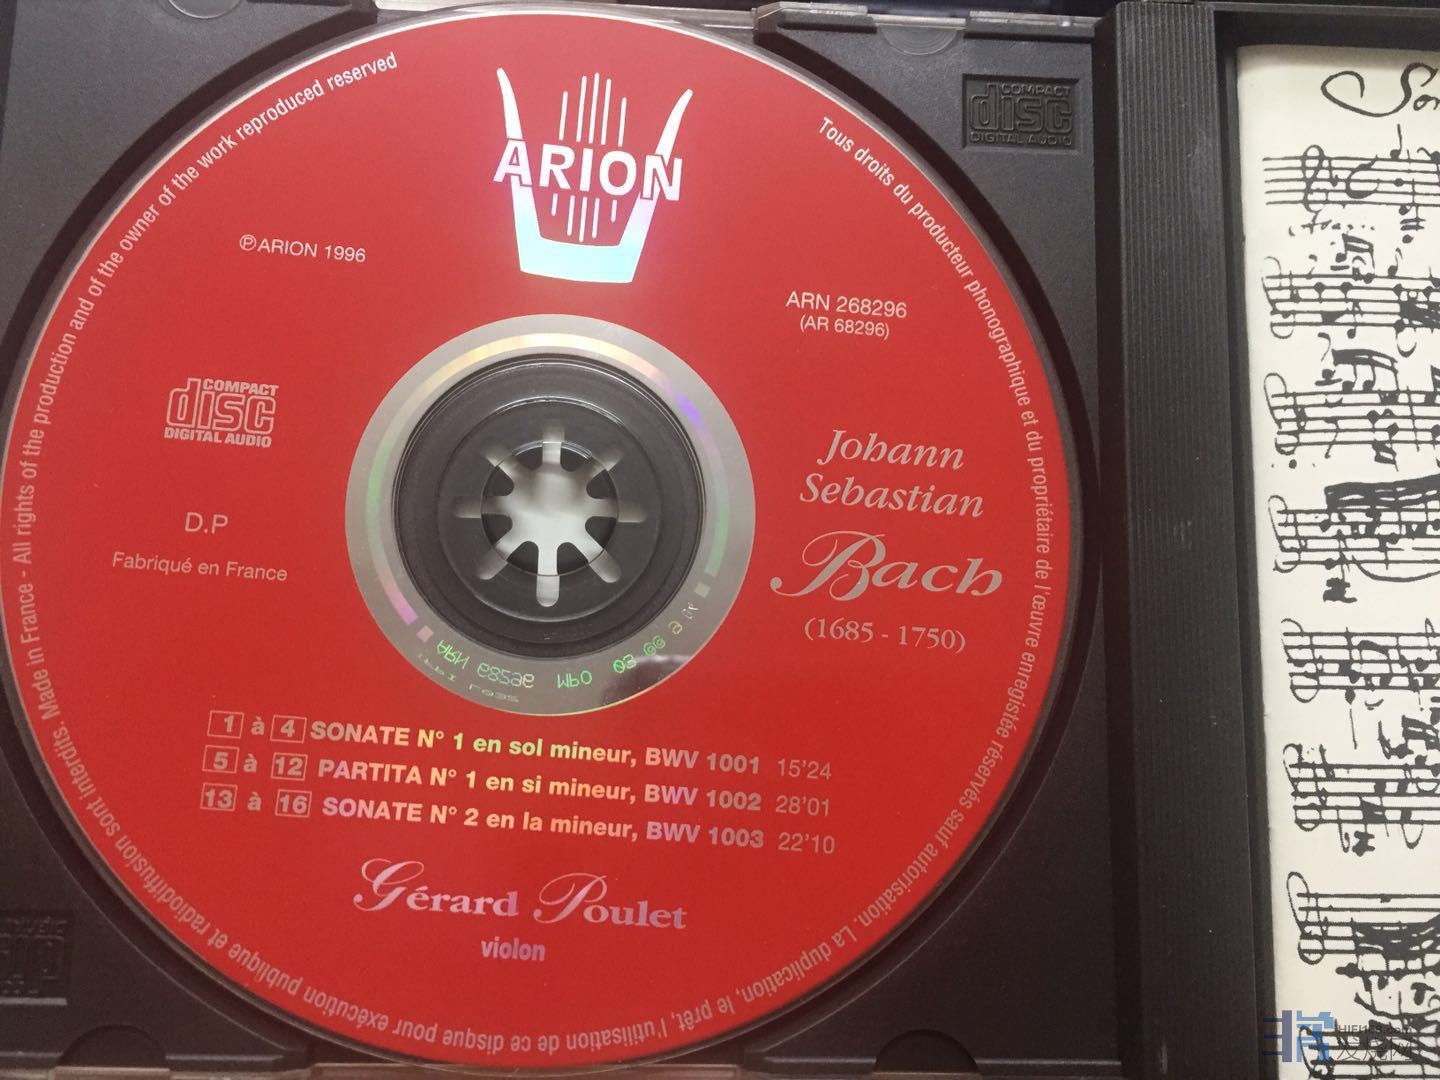 ARION
℗ ARION 1996
ARN 268296
(AR 68296)
COMPACT
disc
DIGITAL AUDIO
D.P
Fabriqué en France
Johann
Sebastian
Bach
(1685 - 1750)
1 à 4 SONATE N° 1 en sol mineur, BWV 1001 15'24
5 à 12 PARTITA N° 1 en si mineur, BWV 1002 28'01
13 à 16 SONATE N° 2 en la mineur, BWV 1003 22'10
Gérard Poulet
violon
Tous droits du producteur phonographique et du propriétaire de l'œuvre enregistrée réservés sauf autorisation. La duplication, le prêt, l'utilisation de ce disque pour exécution publique et radiodiffusion sont interdits. Made in France - All rights of the production and of the owner of the work reproduced reserved
COMPACT
disc
DIGITAL AUDIO